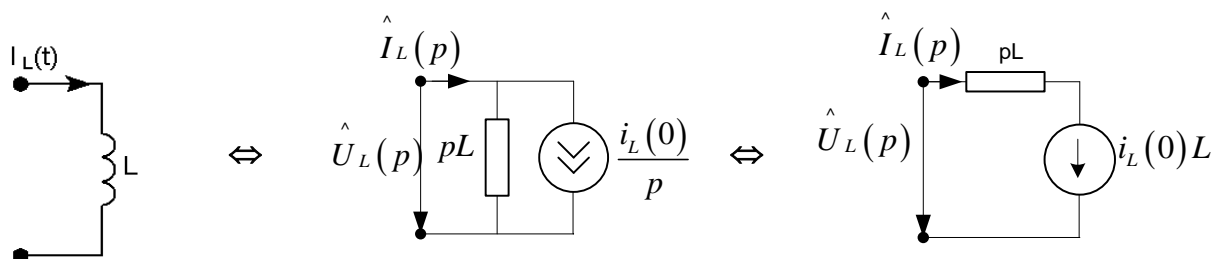 I_L(t)
L
⇔
Î_L(p)
Û_L(p)
pL
i_L(0)/p
⇔
Î_L(p)
pL
Û_L(p)
i_L(0)L